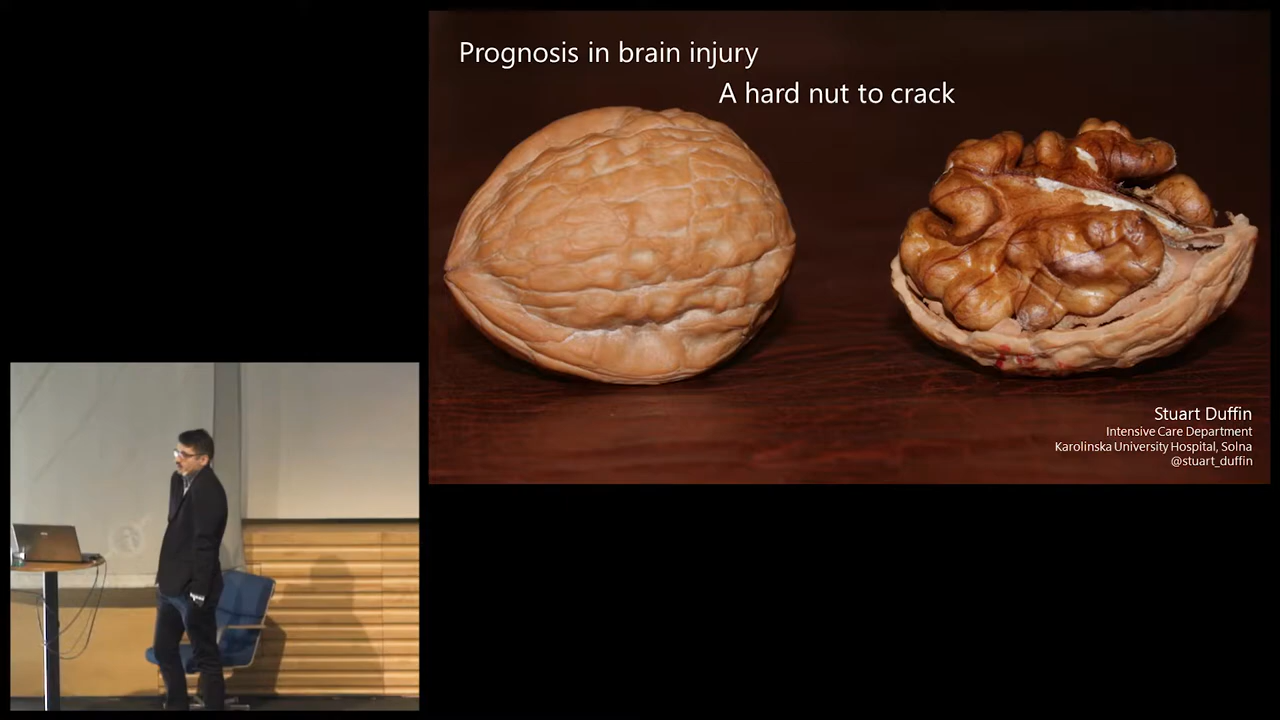 Prognosis in brain injury
A hard nut to crack
Stuart Duffin
Intensive Care Department
Karolinska University Hospital, Solna
@stuart_duffin